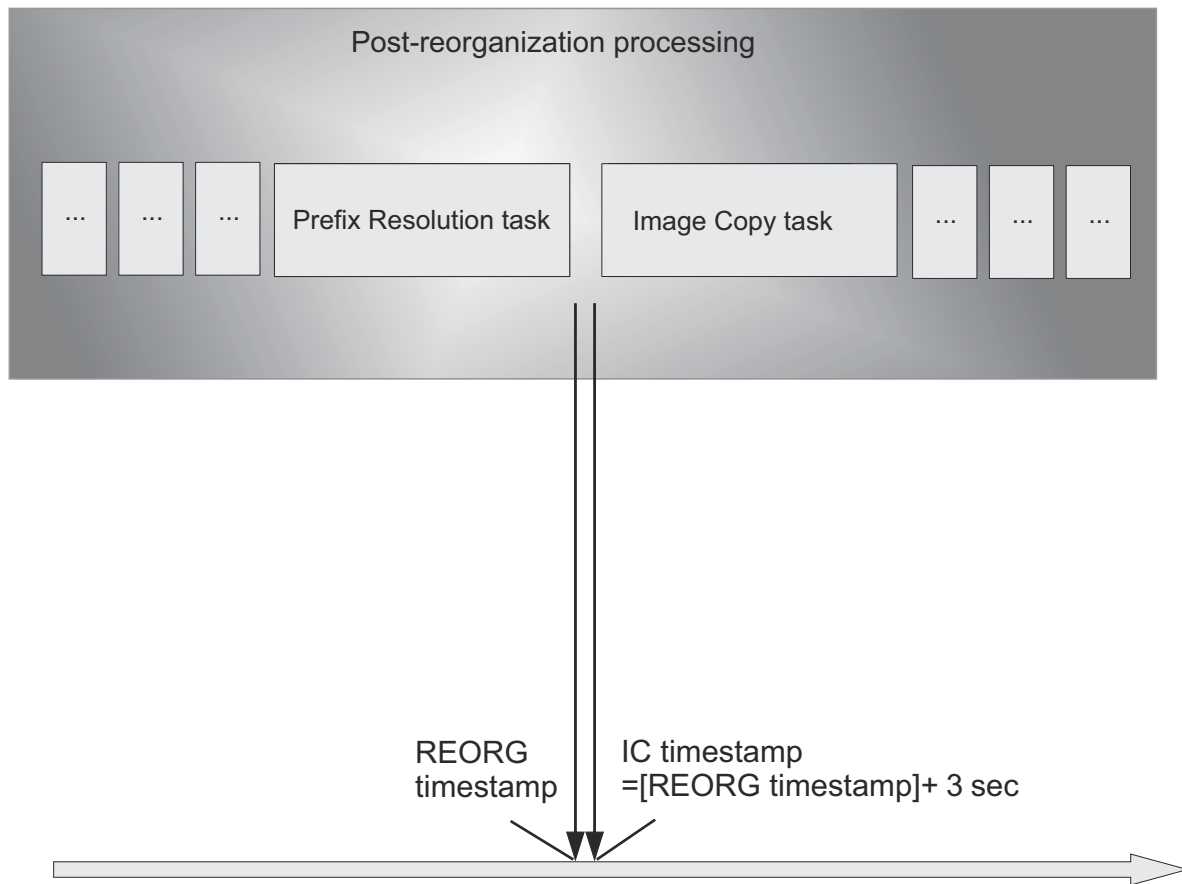 Post-reorganization processing
...
...
...
Prefix Resolution task
Image Copy task
...
...
...
REORG
timestamp
IC timestamp
=[REORG timestamp]+ 3 sec